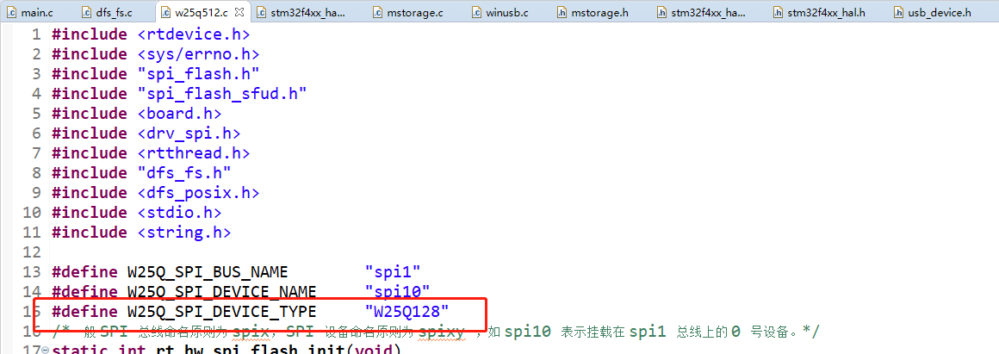 main.c dfs_fs.c w25q512.c stm32f4xx_ha... mstorage.c winusb.c mstorage.h stm32f4xx_ha... stm32f4xx_hal.h usb_device.h
1 #include <rtdevice.h>
2 #include <sys/errno.h>
3 #include "spi_flash.h"
4 #include "spi_flash_sfud.h"
5 #include <board.h>
6 #include <drv_spi.h>
7 #include <rtthread.h>
8 #include "dfs_fs.h"
9 #include <dfs_posix.h>
10 #include <stdio.h>
11 #include <string.h>
12
13 #define W25Q_SPI_BUS_NAME "spi1"
14 #define W25Q_SPI_DEVICE_NAME "spi10"
15 #define W25Q_SPI_DEVICE_TYPE "W25Q128"
16 /* 般 SPI 总线命名原则为 spix, SPI 设备命名原则为 spixy ,如 spi10 表示挂载在 spi1 总线上的 0 号设备。*/
17 static int rt_hw_spi_flash_init(void)